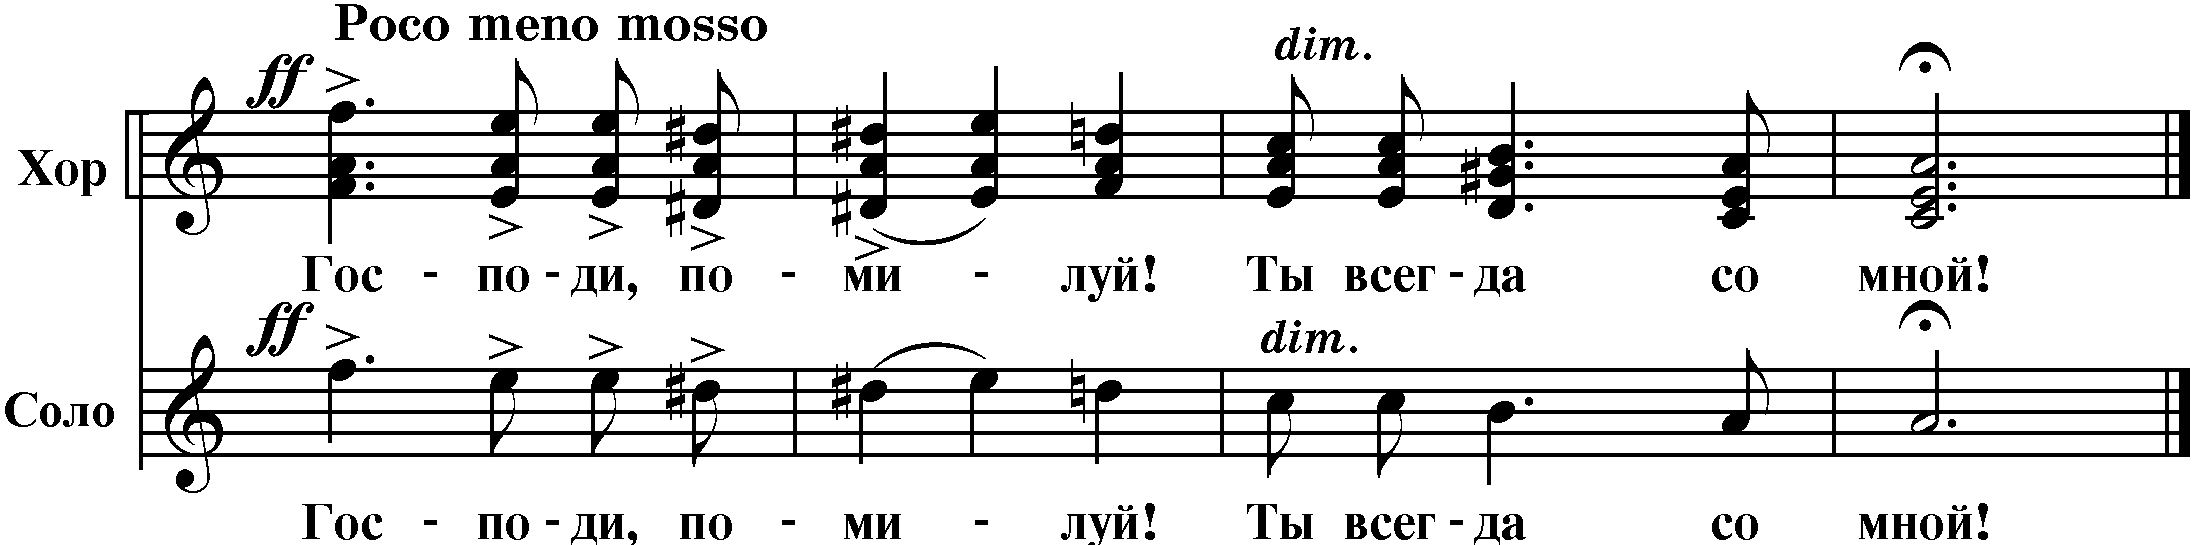 Poco meno mosso
ff dim.
Хор
Гос - по - ди, по - ми - луй! Ты всег - да со мной!
ff dim.
Соло
Гос - по - ди, по - ми - луй! Ты всег - да со мной!